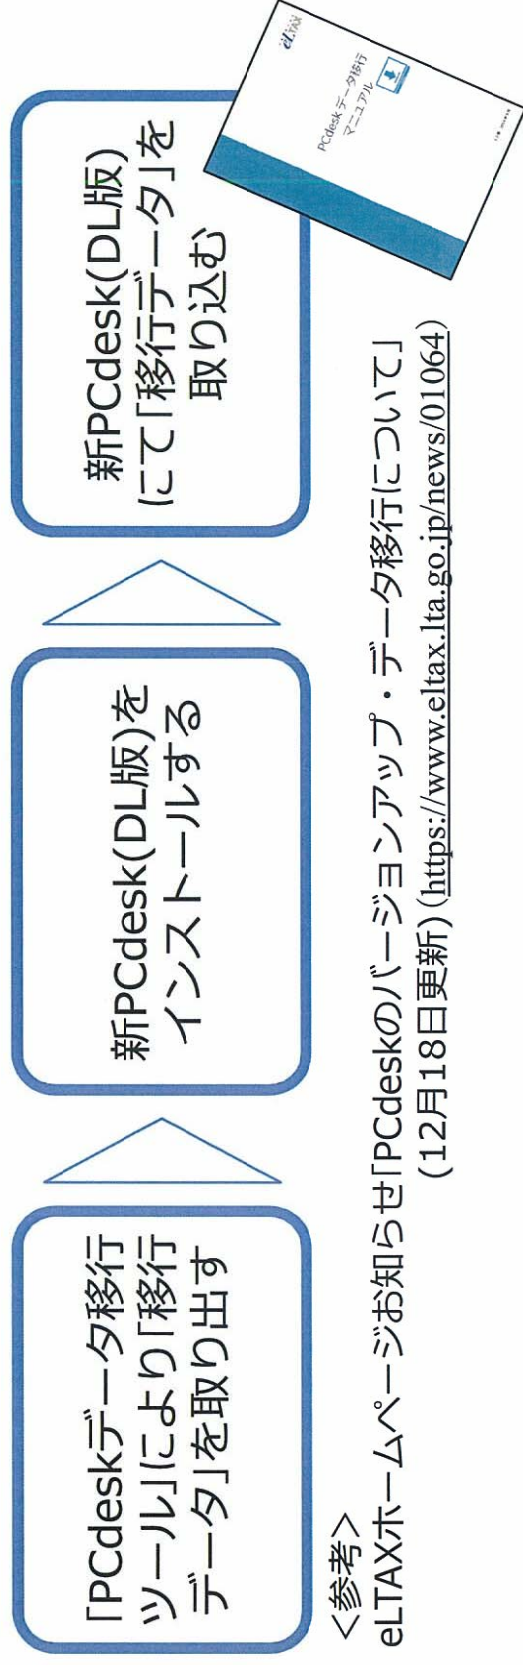 「PCdeskデータ移行
ツール」により「移行
データ」を取り出す
新PCdesk(DL版)を
インストールする
新PCdesk(DL版)
にて「移行データ」を
取り込む
eLTAX
PCdesk データ移行
マニュアル
<参考>
eLTAXホームページお知らせ「PCdeskのバージョンアップ・データ移行について」
(12月18日更新)(https://www.eltax.lta.go.jp/news/01064)